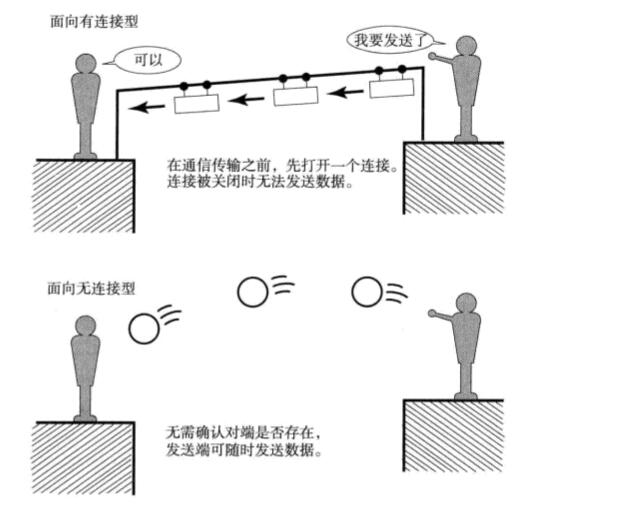 面向有连接型
可以
我要发送了
在通信传输之前，先打开一个连接。
连接被关闭时无法发送数据。
面向无连接型
无需确认对端是否存在，
发送端可随时发送数据。